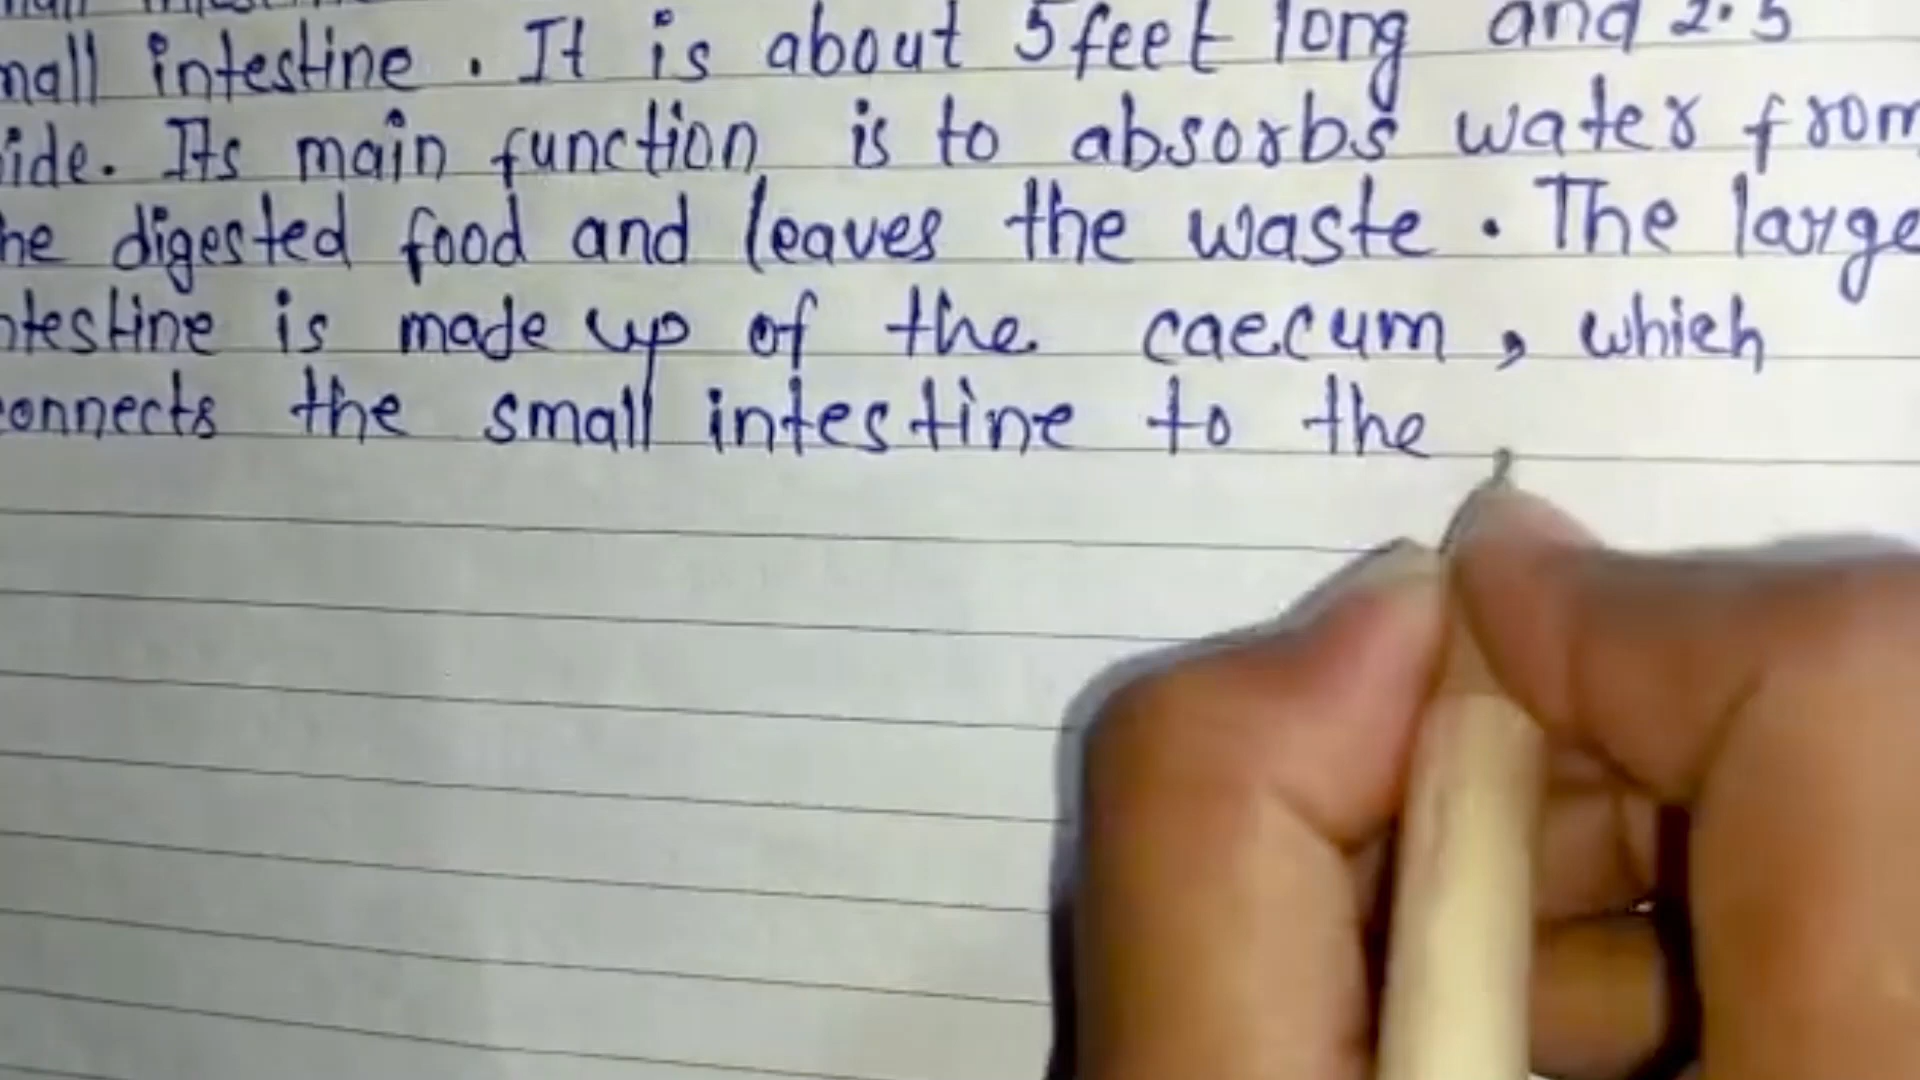 mall intestine. It is about 5 feet long and 2.5
ide. Its main function is to absorbs water from
he digested food and leaves the waste. The large
ntestine is made up of the caecum, which
connects the small intestine to the